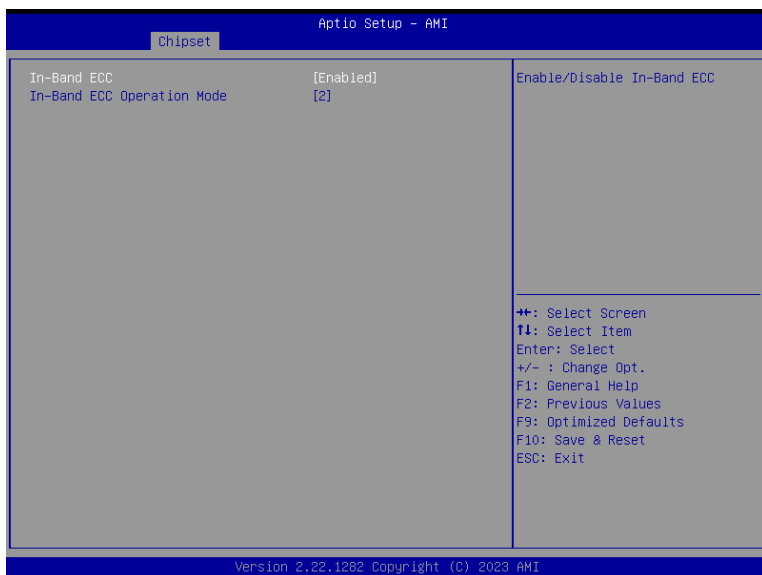 Aptio Setup – AMI
Chipset
In-Band ECC [Enabled]
In-Band ECC Operation Mode [2]
Enable/Disable In-Band ECC
→←: Select Screen
↑↓: Select Item
Enter: Select
+/- : Change Opt.
F1: General Help
F2: Previous Values
F9: Optimized Defaults
F10: Save & Reset
ESC: Exit
Version 2.22.1282 Copyright (C) 2023 AMI